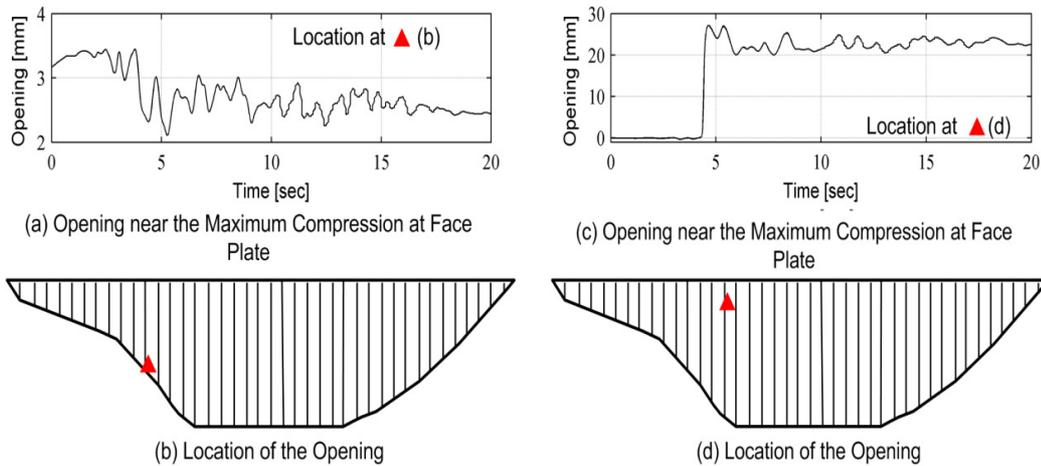 Opening [mm]
4
3
2
Location at ▲ (b)
0 5 10 15 20
Time [sec]
(a) Opening near the Maximum Compression at Face
Plate
(b) Location of the Opening
Opening [mm]
30
20
10
0
Location at ▲ (d)
0 5 10 15 20
Time [sec]
(c) Opening near the Maximum Compression at Face
Plate
(d) Location of the Opening